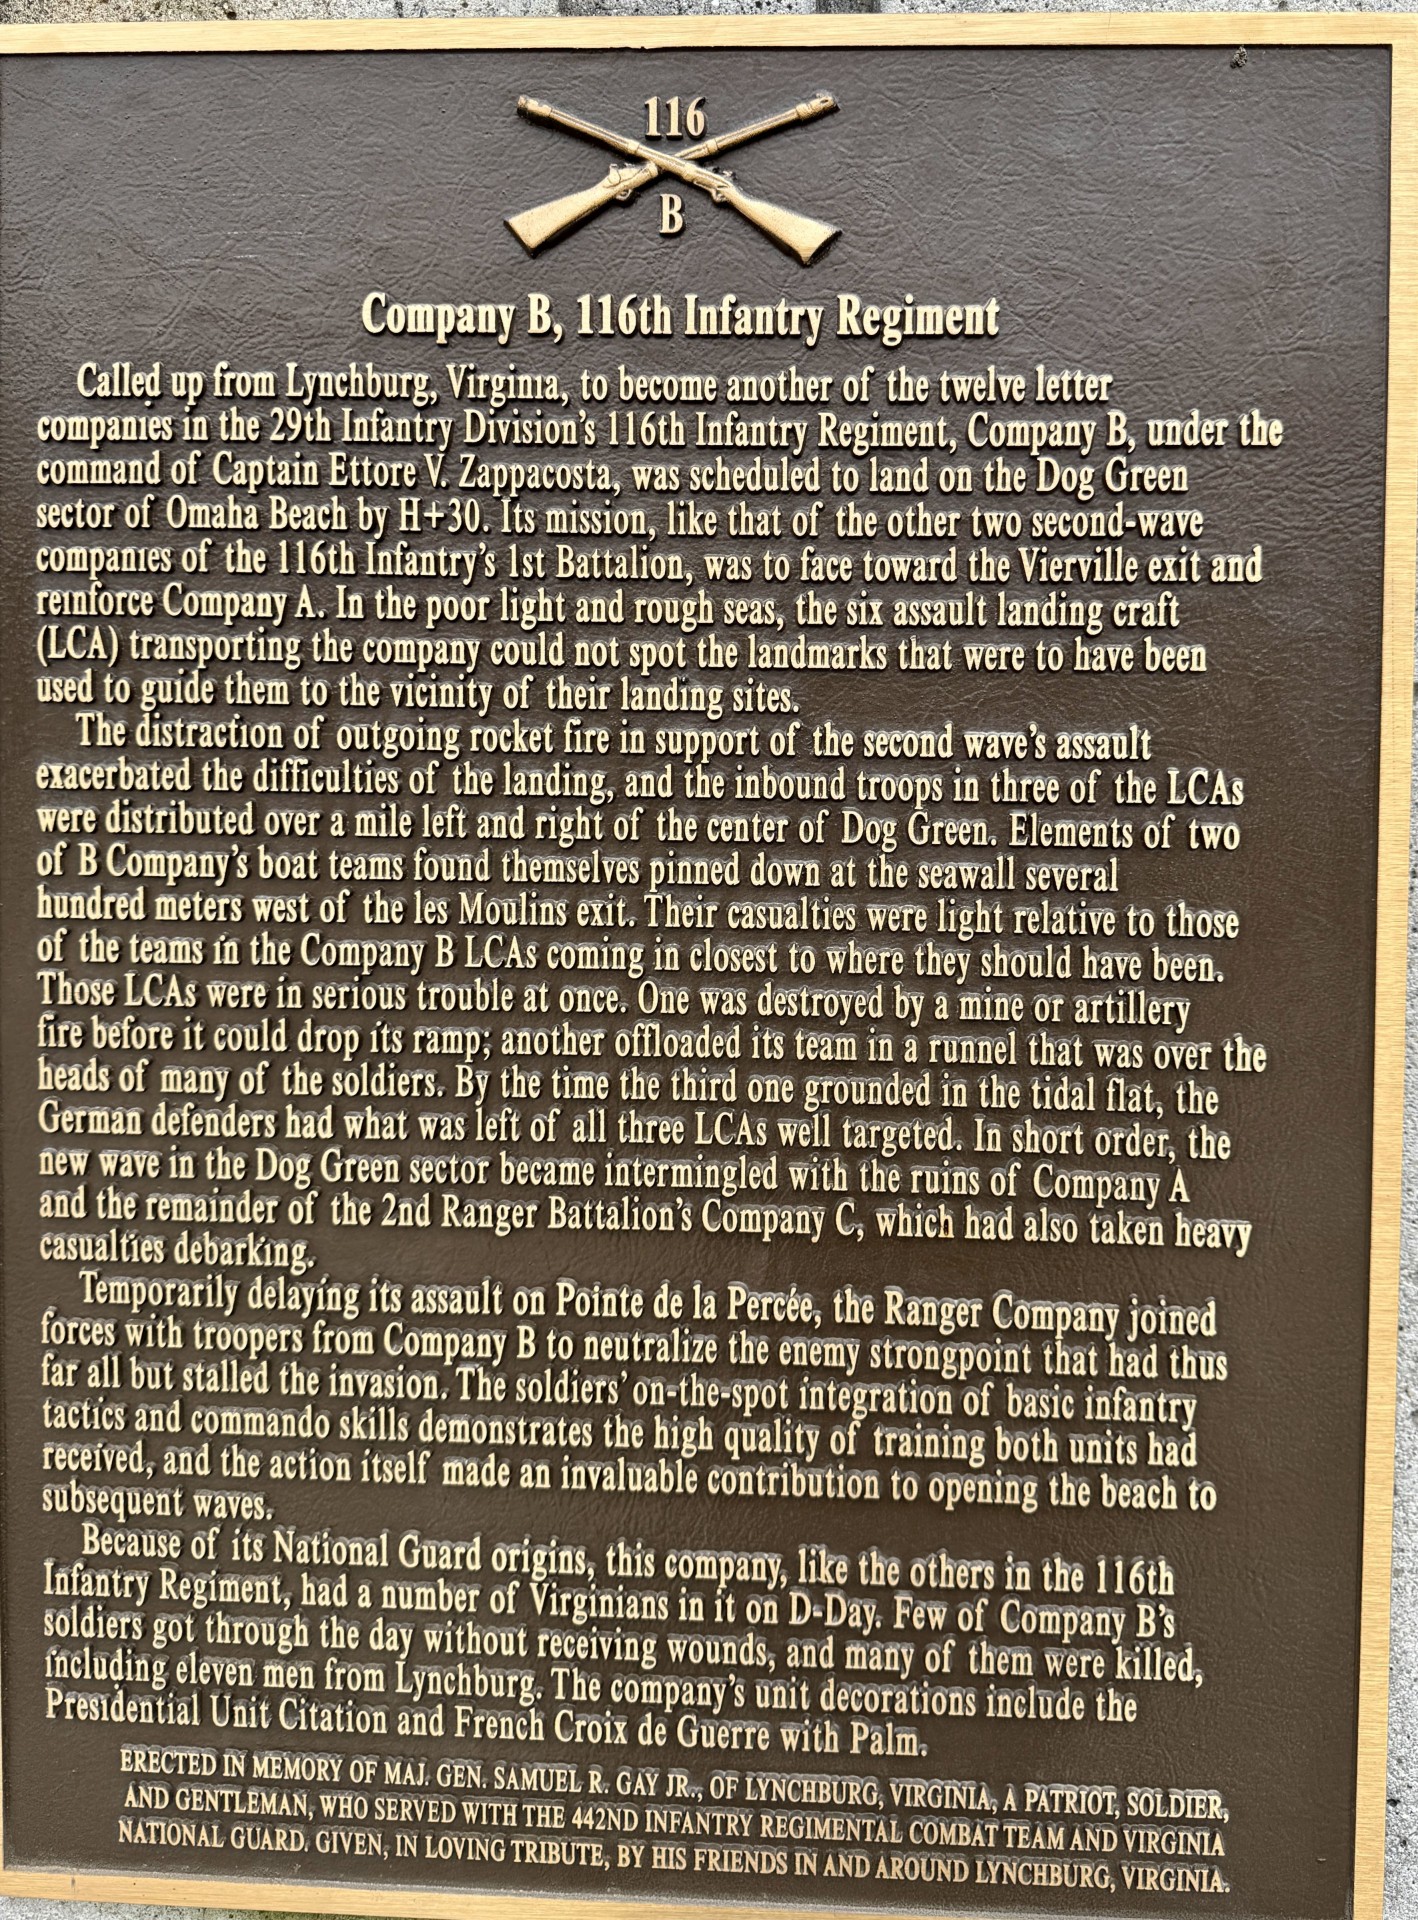 116
B
Company B, 116th Infantry Regiment
Called up from Lynchburg, Virginia, to become another of the twelve letter
companies in the 29th Infantry Division's 116th Infantry Regiment, Company B, under the
command of Captain Ettore V. Zappacosta, was scheduled to land on the Dog Green
sector of Omaha Beach by H+30. Its mission, like that of the other two second-wave
companies of the 116th Infantry's 1st Battalion, was to face toward the Vierville exit and
reinforce Company A. In the poor light and rough seas, the six assault landing craft
(LCA) transporting the company could not spot the landmarks that were to have been
used to guide them to the vicinity of their landing sites.
The distraction of outgoing rocket fire in support of the second wave's assault
exacerbated the difficulties of the landing, and the inbound troops in three of the LCAs
were distributed over a mile left and right of the center of Dog Green. Elements of two
of B Company's boat teams found themselves pinned down at the seawall several
hundred meters west of the les Moulins exit. Their casualties were light relative to those
of the teams in the Company B LCAs coming in closest to where they should have been.
Those LCAs were in serious trouble at once. One was destroyed by a mine or artillery
fire before it could drop its ramp; another offloaded its team in a runnel that was over the
heads of many of the soldiers. By the time the third one grounded in the tidal flat, the
German defenders had what was left of all three LCAs well targeted. In short order, the
new wave in the Dog Green sector became intermingled with the ruins of Company A
and the remainder of the 2nd Ranger Battalion's Company C, which had also taken heavy
casualties debarking.
Temporarily delaying its assault on Pointe de la Percée, the Ranger Company joined
forces with troopers from Company B to neutralize the enemy strongpoint that had thus
far all but stalled the invasion. The soldiers' on-the-spot integration of basic infantry
tactics and commando skills demonstrates the high quality of training both units had
received, and the action itself made an invaluable contribution to opening the beach to
subsequent waves.
Because of its National Guard origins, this company, like the others in the 116th
Infantry Regiment, had a number of Virginians in it on D-Day. Few of Company B's
soldiers got through the day without receiving wounds, and many of them were killed,
including eleven men from Lynchburg. The company's unit decorations include the
Presidential Unit Citation and French Croix de Guerre with Palm.
ERECTED IN MEMORY OF MAJ. GEN. SAMUEL R. GAY JR., OF LYNCHBURG, VIRGINIA, A PATRIOT, SOLDIER,
AND GENTLEMAN, WHO SERVED WITH THE 442ND INFANTRY REGIMENTAL COMBAT TEAM AND VIRGINIA
NATIONAL GUARD. GIVEN, IN LOVING TRIBUTE, BY HIS FRIENDS IN AND AROUND LYNCHBURG, VIRGINIA.